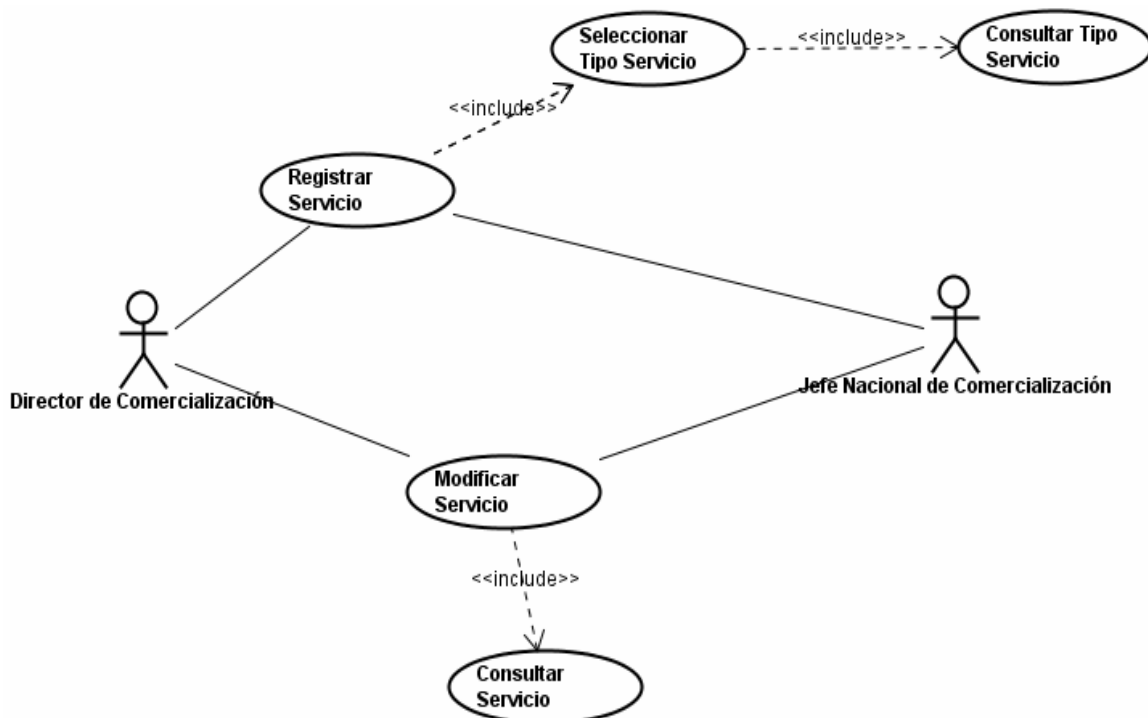 Seleccionar
Tipo Servicio
<<include>>
Consultar Tipo
Servicio
<<include>>
Registrar
Servicio
Director de Comercialización
Jefe Nacional de Comercialización
Modificar
Servicio
<<include>>
Consultar
Servicio